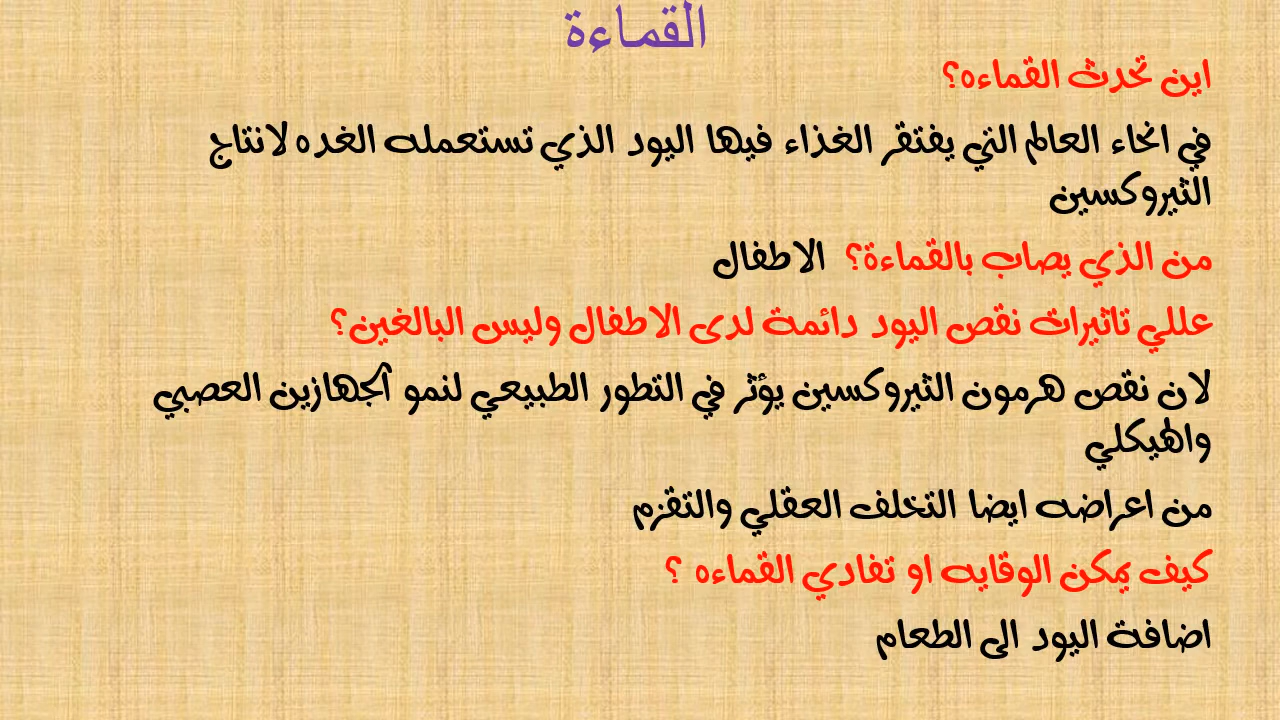 القماءة
اين تحدث القماءه؟
في انحاء العالم التي يفتقر الغذاء فيها اليود الذي تستعمله الغده لانتاج
الثيروكسين
من الذي يصاب بالقماءة؟ الاطفال
عللي تاثيرات نقص اليود دائمة لدى الاطفال وليس البالغين؟
لان نقص هرمون الثيروكسين يؤثر في التطور الطبيعي لنمو الجهازين العصبي
والهيكلي
من اعراضه ايضا التخلف العقلي والتقزم
كيف يمكن الوقايه او تفادي القماءه ؟
اضافة اليود الى الطعام